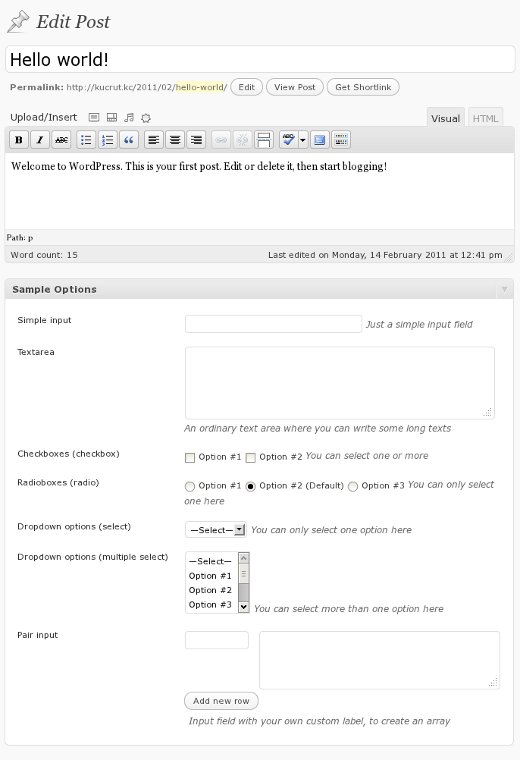 Edit Post
Hello world!
Permalink: http://kucrut.kc/2011/02/hello-world/ Edit View Post Get Shortlink
Upload/Insert Visual HTML
B I ABC “ ABC
Welcome to WordPress. This is your first post. Edit or delete it, then start blogging!
Path: p
Word count: 15 Last edited on Monday, 14 February 2011 at 12:41 pm
Sample Options
Simple input Just a simple input field
Textarea
An ordinary text area where you can write some long texts
Checkboxes (checkbox) Option #1 Option #2 You can select one or more
Radioboxes (radio) Option #1 Option #2 (Default) Option #3 You can only select
one here
Dropdown options (select) —Select— You can only select one option here
Dropdown options (multiple select) —Select—
Option #1
Option #2
Option #3 You can select more than one option here
Pair input
Add new row
Input field with your own custom label, to create an array